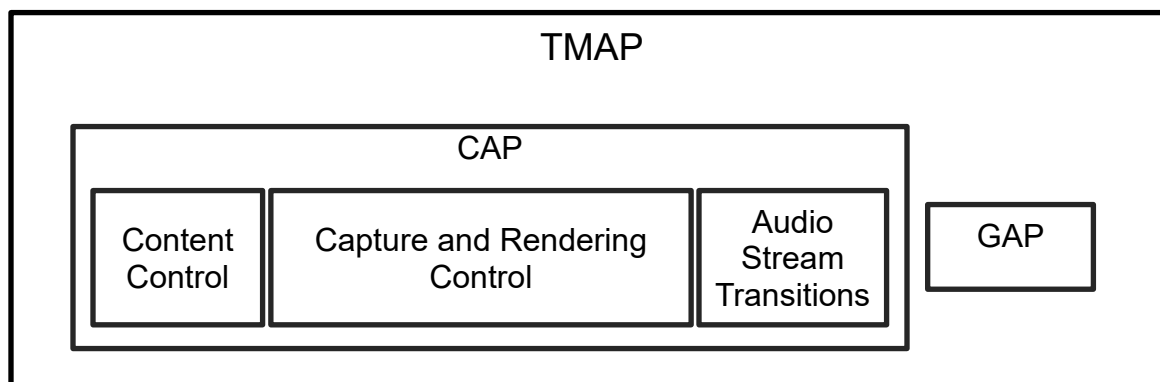 TMAP
CAP
Content
Control
Capture and Rendering
Control
Audio
Stream
Transitions
GAP